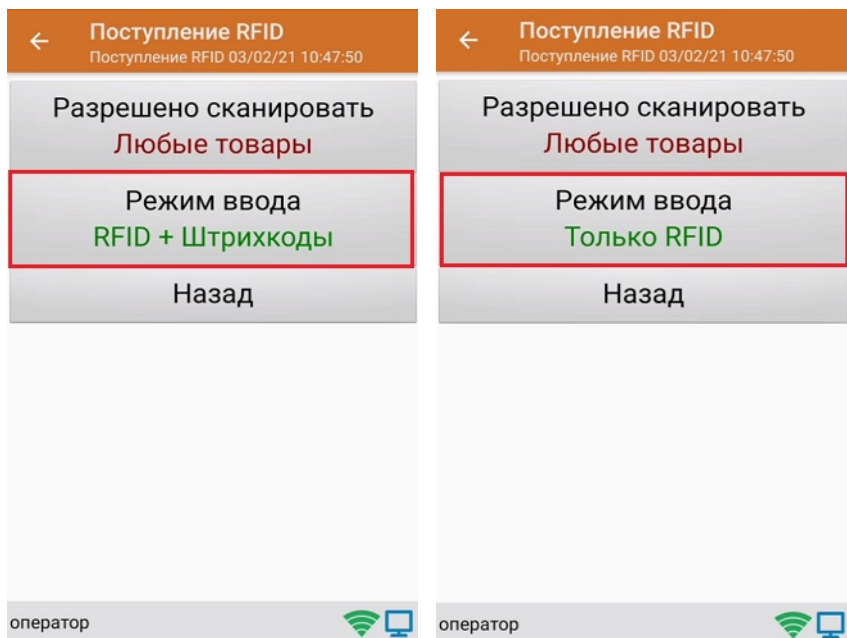 Поступление RFID
Поступление RFID 03/02/21 10:47:50
Разрешено сканировать
Любые товары
Режим ввода
RFID + Штрихкоды
Назад
оператор
Поступление RFID
Поступление RFID 03/02/21 10:47:50
Разрешено сканировать
Любые товары
Режим ввода
Только RFID
Назад
оператор